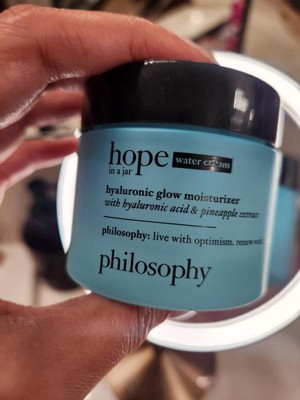 hope water cream
in a jar
hyaluronic glow moisturizer
with hyaluronic acid & pineapple extract
philosophy: live with optimism. renew with
philosophy